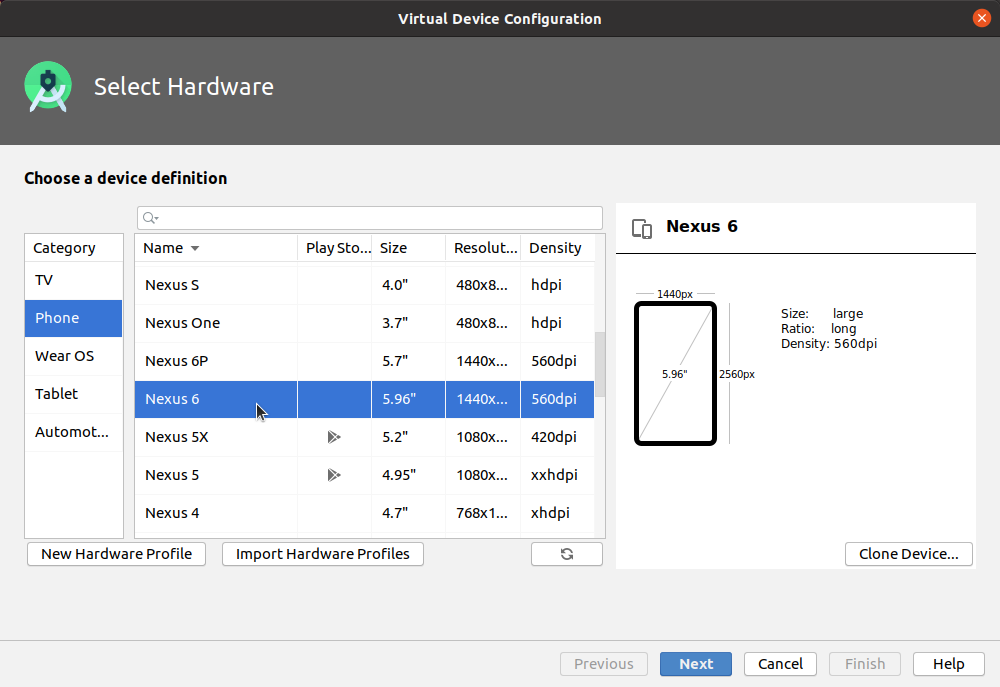 Virtual Device Configuration
Select Hardware
Choose a device definition
Category
TV
Phone
Wear OS
Tablet
Automot...
Name Play Sto... Size Resolut... Density
Nexus S 4.0" 480x8... hdpi
Nexus One 3.7" 480x8... hdpi
Nexus 6P 5.7" 1440x... 560dpi
Nexus 6 5.96" 1440x... 560dpi
Nexus 5X 5.2" 1080x... 420dpi
Nexus 5 4.95" 1080x... xxhdpi
Nexus 4 4.7" 768x1... xhdpi
New Hardware Profile Import Hardware Profiles
Nexus 6
1440px
5.96"
2560px
Size: large
Ratio: long
Density: 560dpi
Clone Device...
Previous Next Cancel Finish Help